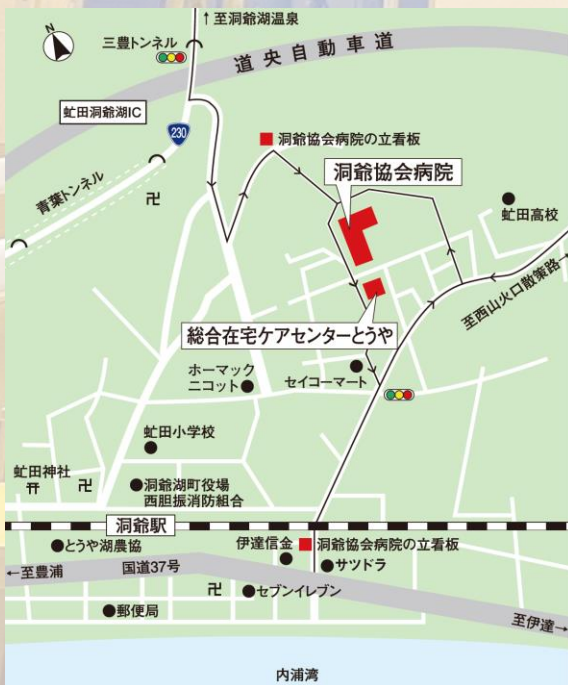 N
↑至洞爺湖温泉
三豊トンネル
道央自動車道
虻田洞爺湖IC
230
洞爺協会病院の立看板
青葉トンネル
洞爺協会病院
虻田高校
至西山火口散策路→
総合在宅ケアセンターとうや
ホーマック
ニコット
セイコーマート
虻田小学校
虻田神社
洞爺湖町役場
西胆振消防組合
洞爺駅
とうや湖農協
伊達信金
洞爺協会病院の立看板
サツドラ
←至豊浦
国道37号
セブンイレブン
郵便局
至伊達→
内浦湾